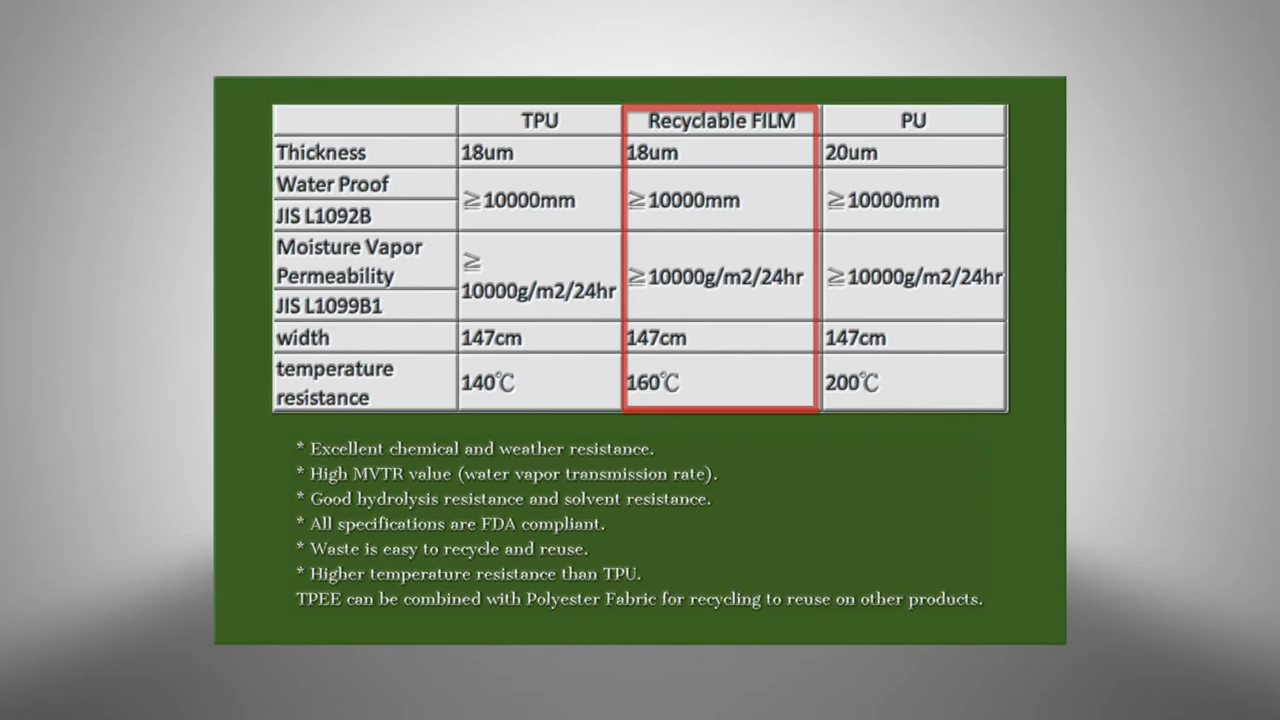 TPU Recyclable FILM PU
Thickness 18um 18um 20um
Water Proof
JIS L1092B
≧10000mm ≧10000mm ≧10000mm
Moisture Vapor
Permeability
JIS L1099B1
≧
10000g/m2/24hr ≧10000g/m2/24hr ≧10000g/m2/24hr
width 147cm 147cm 147cm
temperature
resistance
140℃ 160℃ 200℃
* Excellent chemical and weather resistance.
* High MVTR value (water vapor transmission rate).
* Good hydrolysis resistance and solvent resistance.
* All specifications are FDA compliant.
* Waste is easy to recycle and reuse.
* Higher temperature resistance than TPU.
TPEE can be combined with Polyester Fabric for recycling to reuse on other products.